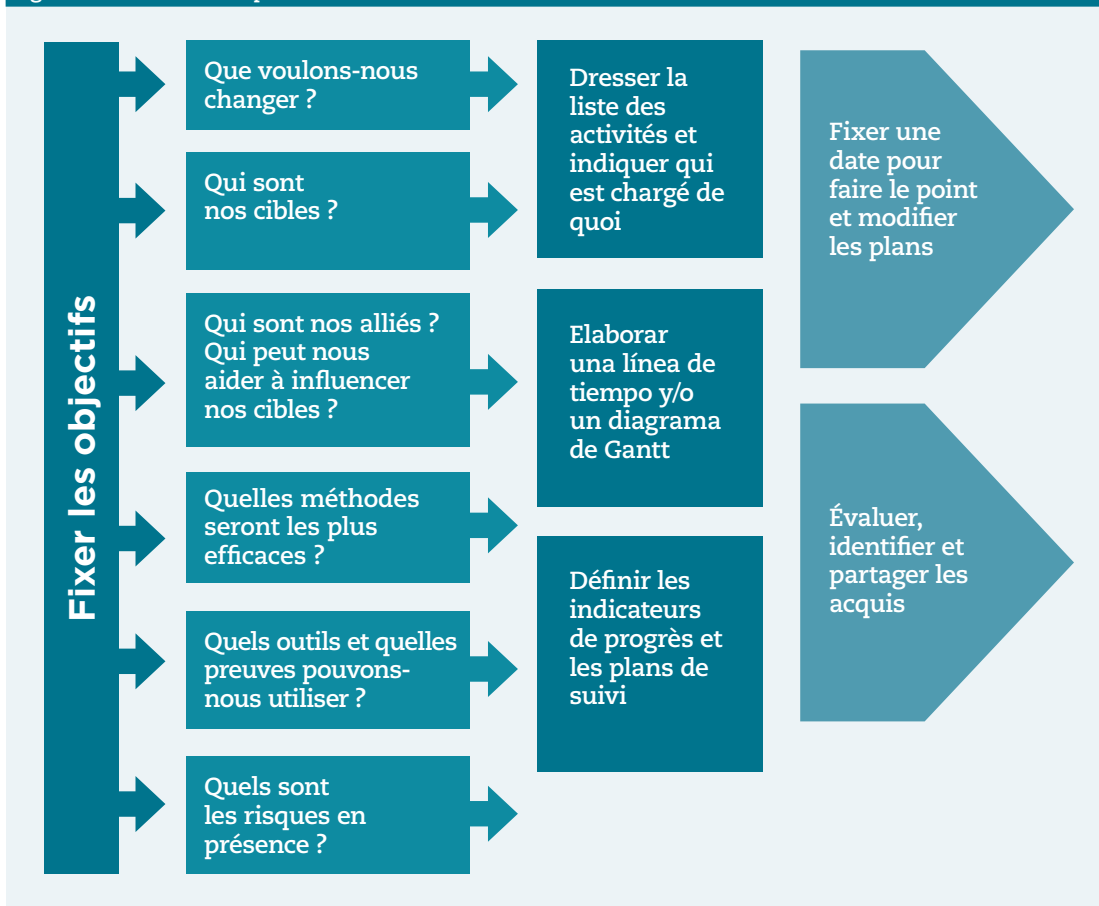 Fixer les objectifs
Que voulons-nous
changer ?
Qui sont
nos cibles ?
Qui sont nos alliés ?
Qui peut nous
aider à influencer
nos cibles ?
Quelles méthodes
seront les plus
efficaces ?
Quels outils et quelles
preuves pouvons-
nous utiliser ?
Quels sont
les risques en
présence ?
Dresser la
liste des
activités et
indiquer qui
est chargé de
quoi
Elaborar
una línea de
tiempo y/o
un diagrama
de Gantt
Définir les
indicateurs
de progrès et
les plans de
suivi
Fixer une
date pour
faire le point
et modifier
les plans
Évaluer,
identifier et
partager les
acquis